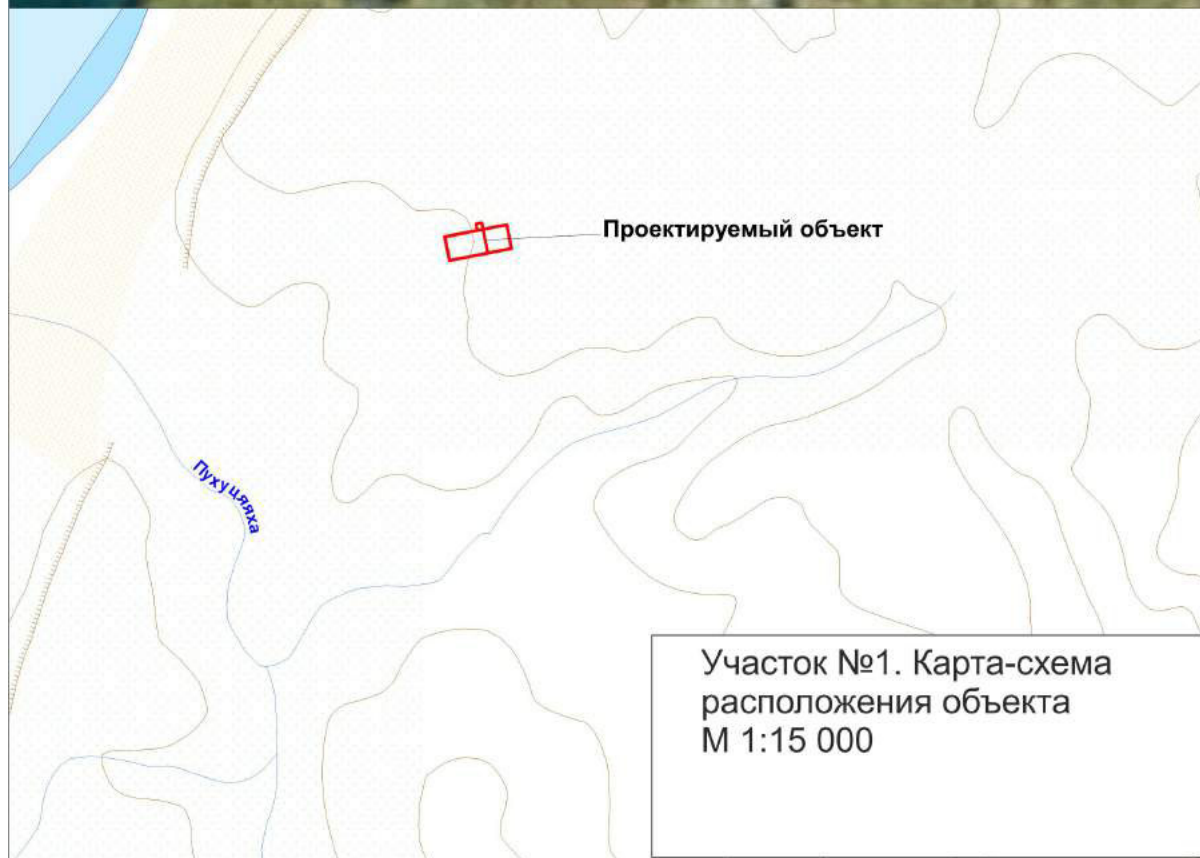 Проектируемый объект
Пухуцяяха
Участок №1. Карта-схема
расположения объекта
М 1:15 000